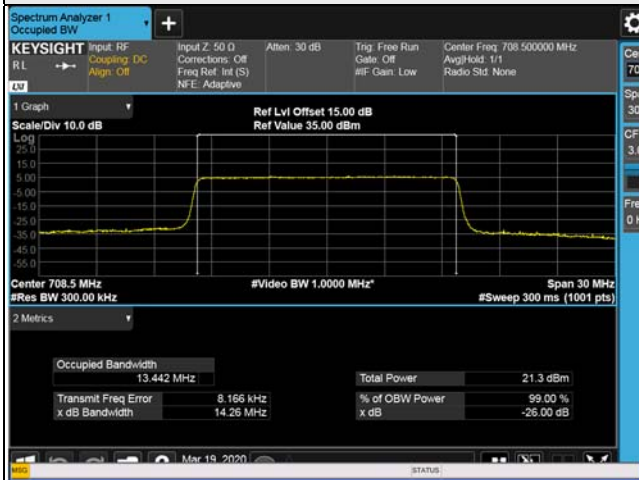 Spectrum Analyzer 1
Occupied BW
KEYSIGHT Input: RF Input Z: 50 Ω Atten: 30 dB Trig: Free Run Center Freq: 708.500000 MHz
RL Coupling: DC Corrections: Off Gate: Off Avg|Hold: 1/1
Align: Off Freq Ref: Int (S) #IF Gain: Low Radio Std: None
NFE: Adaptive
LXI
1 Graph
Ref Lvl Offset 15.00 dB
Scale/Div 10.0 dB Ref Value 35.00 dBm
Log
25.0
15.0
5.00
-5.00
-15.0
-25.0
-35.0
-45.0
-55.0
Center 708.5 MHz #Video BW 1.0000 MHz* Span 30 MHz
#Res BW 300.00 kHz #Sweep 300 ms (1001 pts)
2 Metrics
Occupied Bandwidth
13.442 MHz Total Power 21.3 dBm
Transmit Freq Error 8.166 kHz % of OBW Power 99.00 %
x dB Bandwidth 14.26 MHz x dB -26.00 dB
Mar 19, 2020
MSG STATUS